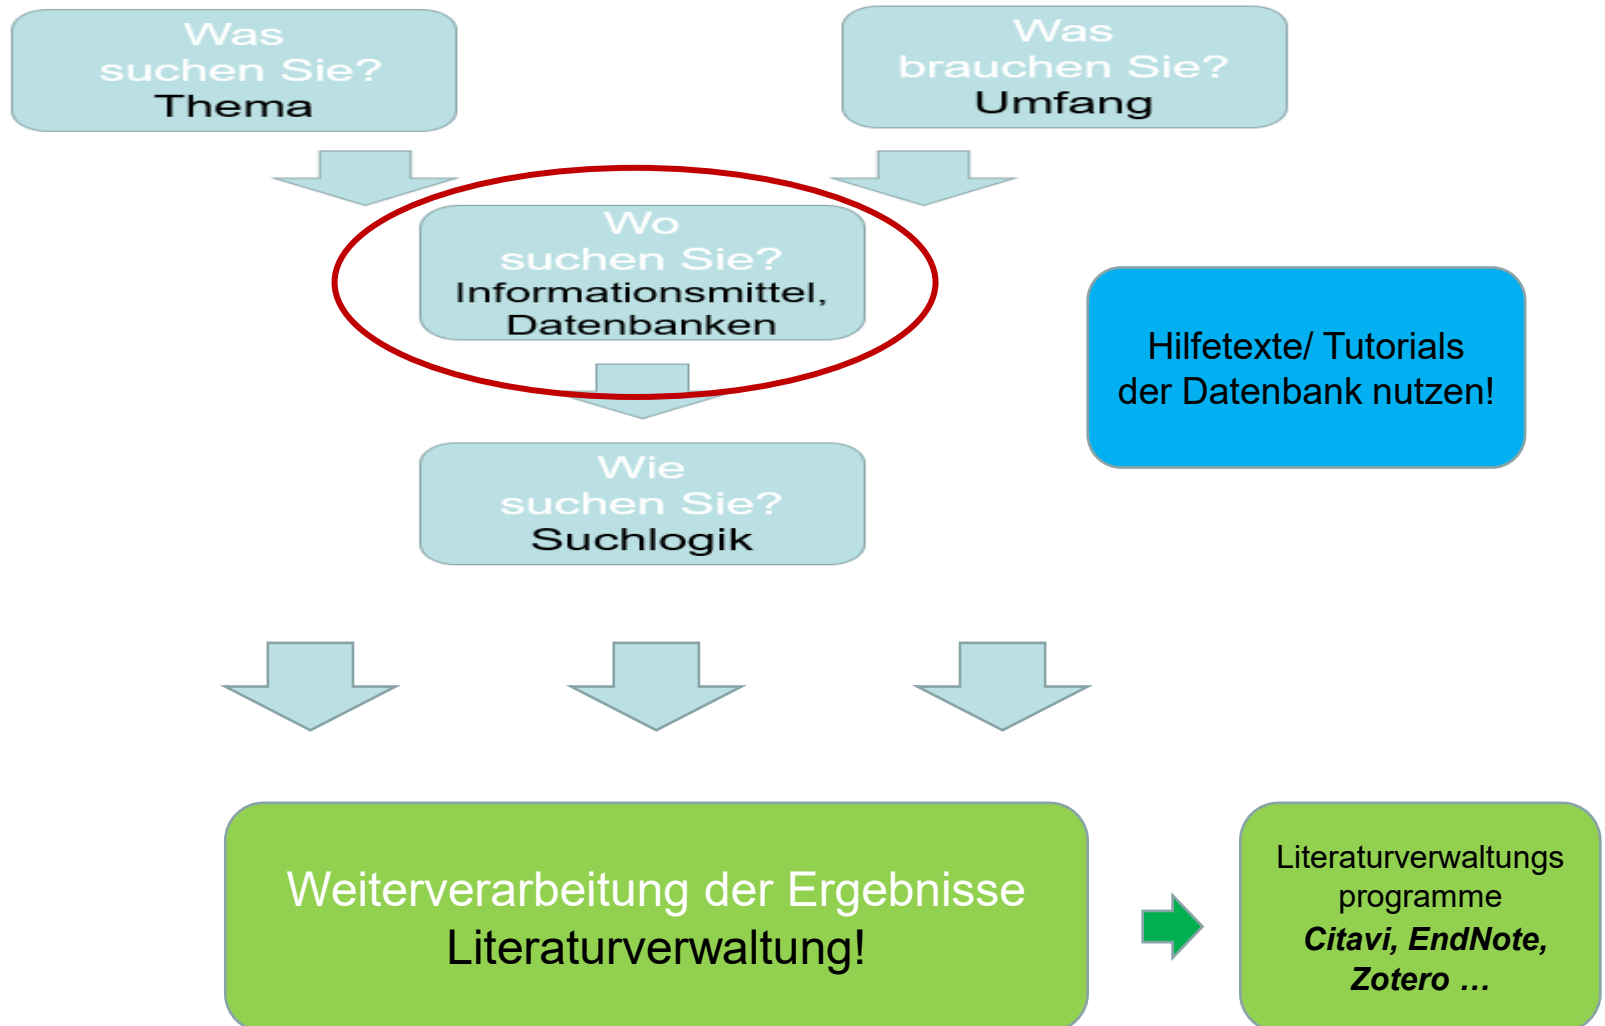 Was
suchen Sie?
Thema
Was
brauchen Sie?
Umfang
Wo
suchen Sie?
Informationsmittel,
Datenbanken
Hilfetexte/ Tutorials
der Datenbank nutzen!
Wie
suchen Sie?
Suchlogik
Weiterverarbeitung der Ergebnisse
Literaturverwaltung!
Literaturverwaltungs
programme
Citavi, EndNote,
Zotero …